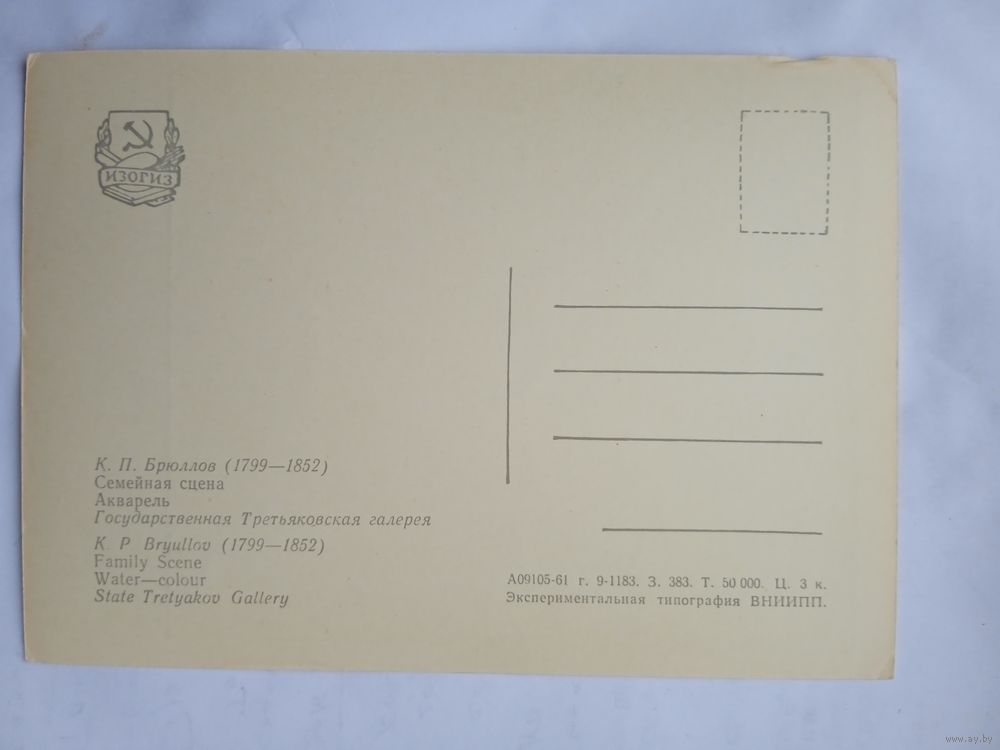 ИЗОГИЗ
К. П. Брюллов (1799—1852)
Семейная сцена
Акварель
Государственная Третьяковская галерея
K. P. Bryullov (1799—1852)
Family Scene
Water—colour
State Tretyakov Gallery
А09105-61 г. 9-1183. З. 383. Т. 50 000. Ц. 3 к.
Экспериментальная типография ВНИИПП.
www.ay.by